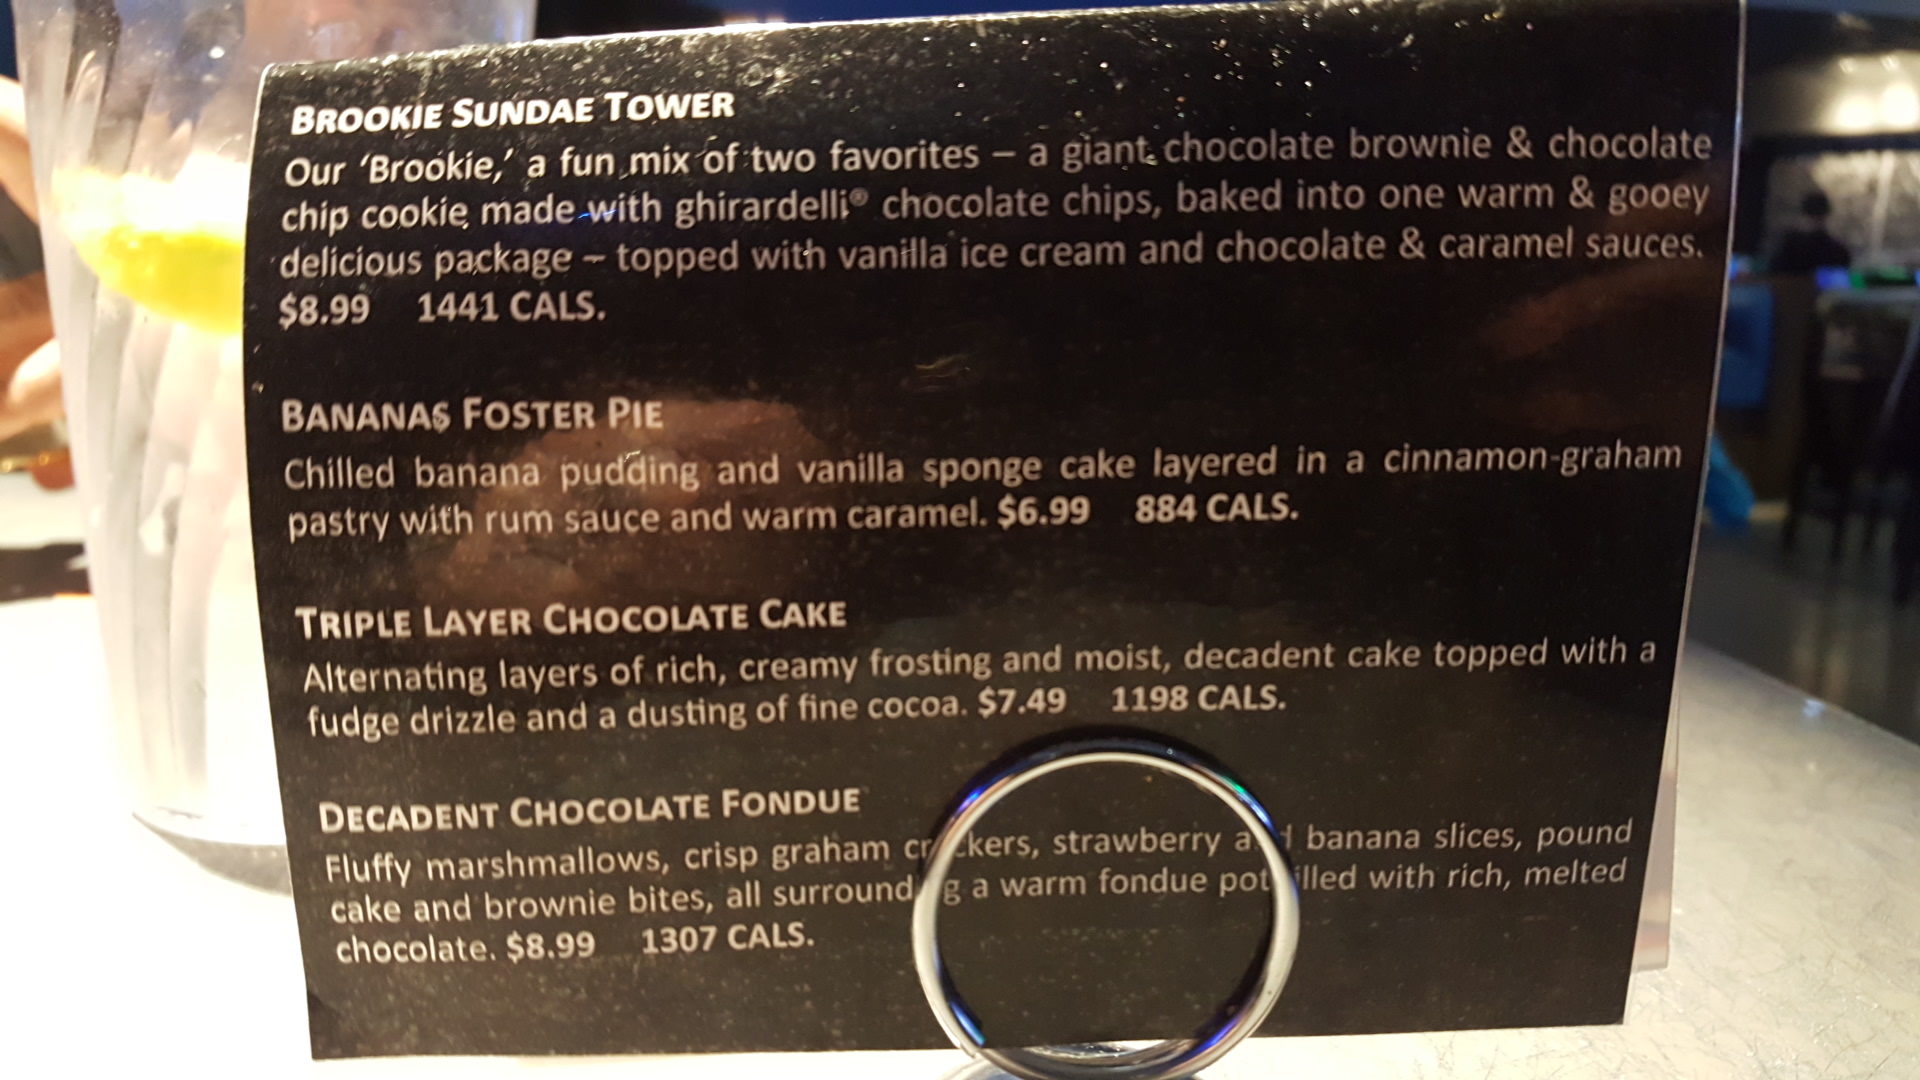 BROOKIE SUNDAE TOWER
Our ‘Brookie,’ a fun mix of two favorites – a giant chocolate brownie & chocolate
chip cookie made with ghirardelli® chocolate chips, baked into one warm & gooey
delicious package – topped with vanilla ice cream and chocolate & caramel sauces.
$8.99 1441 CALS.
BANANAS FOSTER PIE
Chilled banana pudding and vanilla sponge cake layered in a cinnamon-graham
pastry with rum sauce and warm caramel. $6.99 884 CALS.
TRIPLE LAYER CHOCOLATE CAKE
Alternating layers of rich, creamy frosting and moist, decadent cake topped with a
fudge drizzle and a dusting of fine cocoa. $7.49 1198 CALS.
DECADENT CHOCOLATE FONDUE
Fluffy marshmallows, crisp graham crackers, strawberry and banana slices, pound
cake and brownie bites, all surrounding a warm fondue pot filled with rich, melted
chocolate. $8.99 1307 CALS.